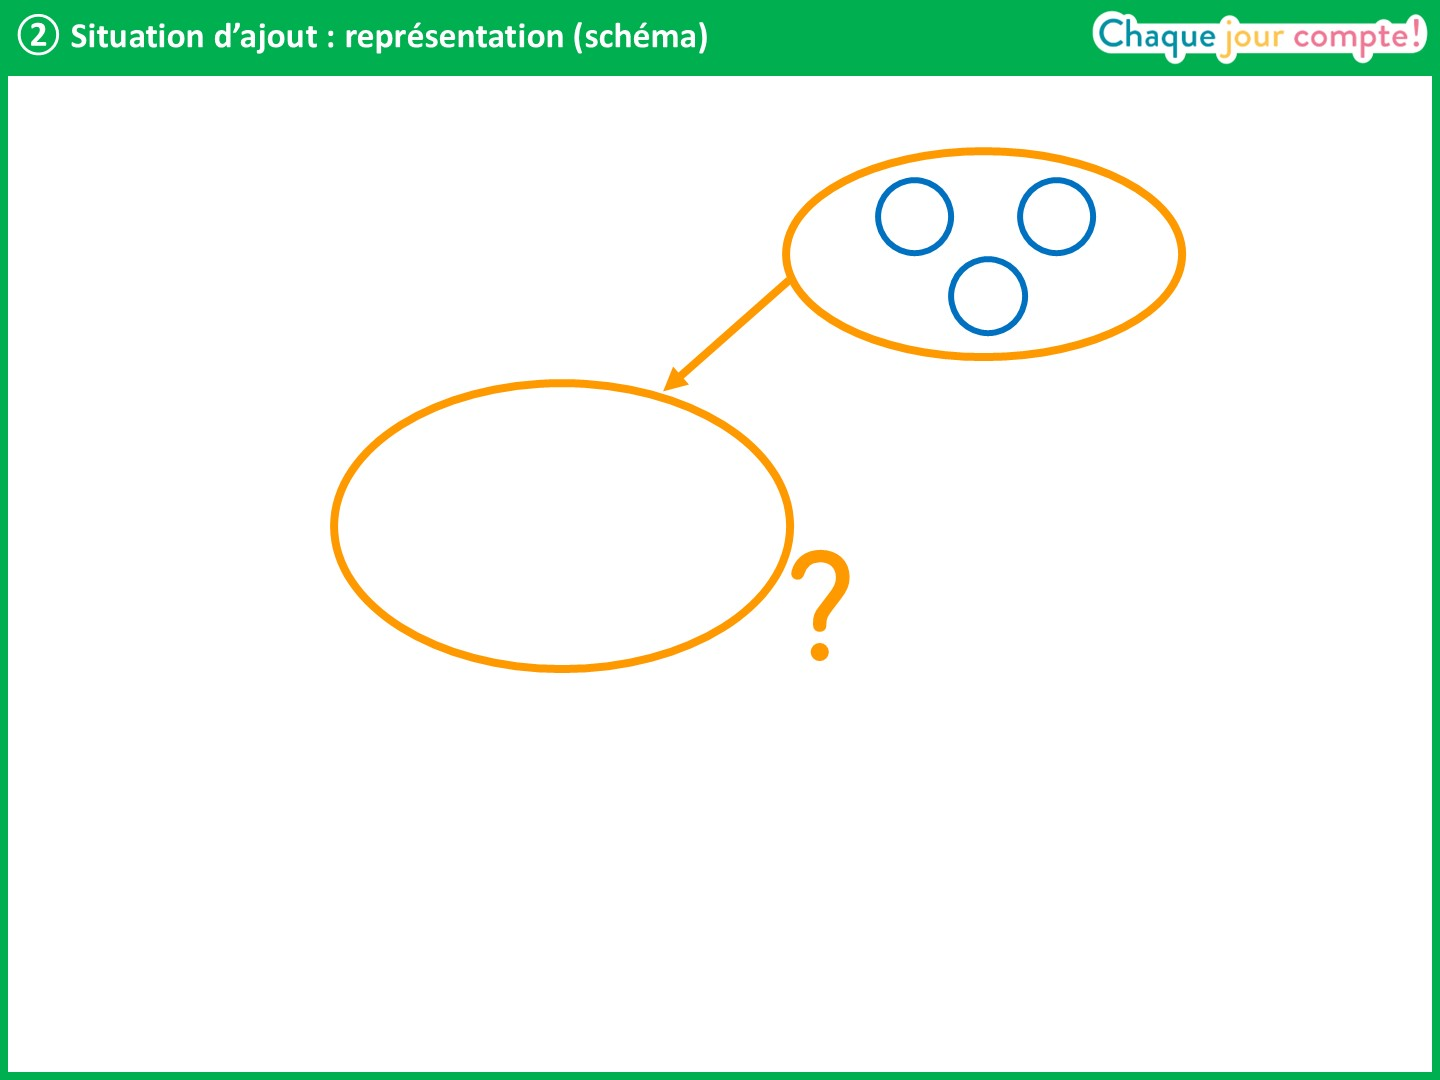 ② Situation d’ajout : représentation (schéma)
Chaque jour compte!
?